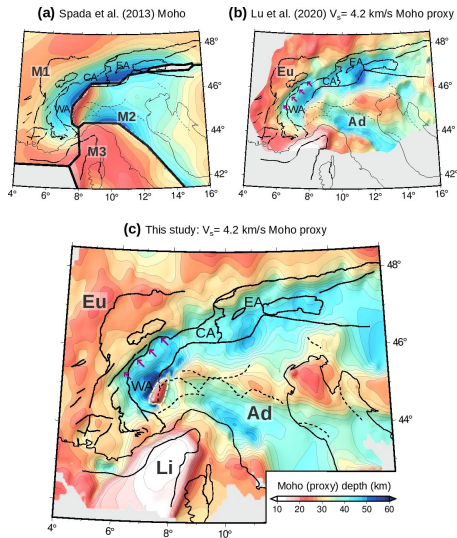 (a) Spada et al. (2013) Moho
(b) Lu et al. (2020) Vs= 4.2 km/s Moho proxy
48°
46°
44°
42°
4° 6° 8° 10° 12° 14° 16°
M1
EA
CA
WA
M2
M3
48°
46°
44°
42°
4° 6° 8° 10° 12° 14° 16°
Eu
EA
CA
WA
Ad
(c) This study: Vs= 4.2 km/s Moho proxy
48°
46°
44°
4° 6° 8° 10°
Eu
EA
CA
WA
Ad
Li
Moho (proxy) depth (km)
10 20 30 40 50 60